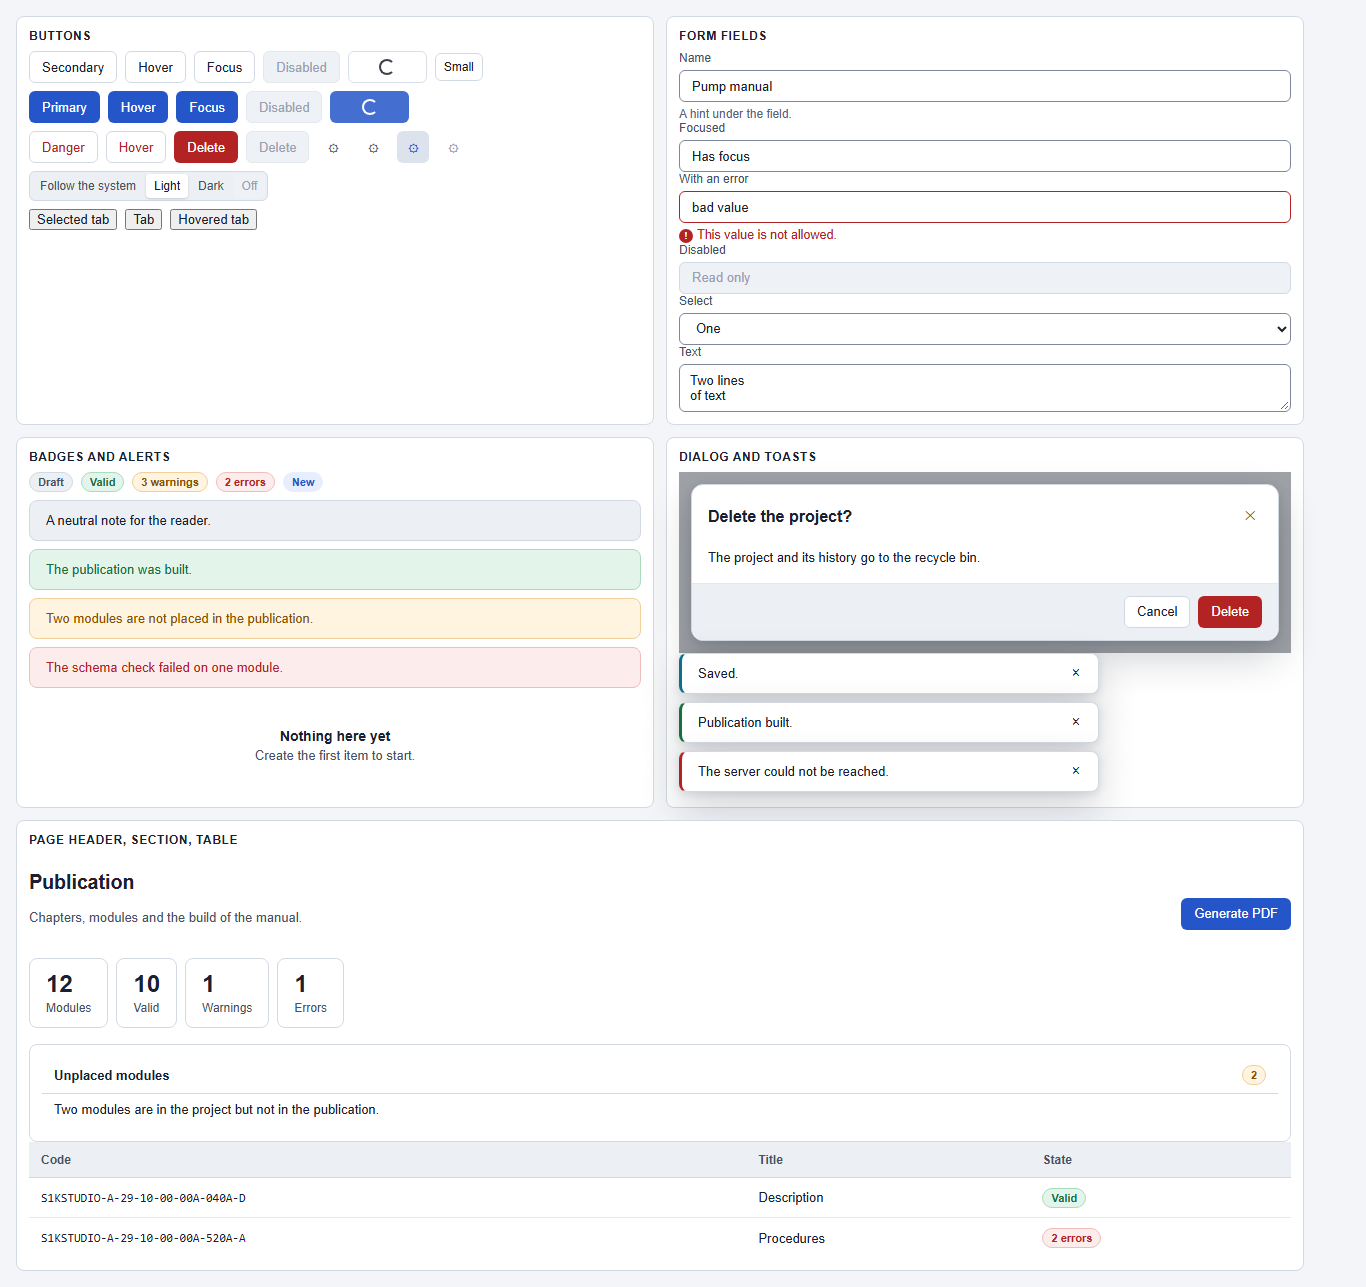 BUTTONS
Secondary Hover Focus Disabled Small
Primary Hover Focus Disabled
Danger Hover Delete Delete
Follow the system Light Dark Off
Selected tab Tab Hovered tab
FORM FIELDS
Name
Pump manual
A hint under the field.
Focused
Has focus
With an error
bad value
This value is not allowed.
Disabled
Read only
Select
One
Text
Two lines
of text
BADGES AND ALERTS
Draft Valid 3 warnings 2 errors New
A neutral note for the reader.
The publication was built.
Two modules are not placed in the publication.
The schema check failed on one module.
Nothing here yet
Create the first item to start.
DIALOG AND TOASTS
Delete the project?
The project and its history go to the recycle bin.
Cancel Delete
Saved.
Publication built.
The server could not be reached.
PAGE HEADER, SECTION, TABLE
Publication
Chapters, modules and the build of the manual.
Generate PDF
12 10 1 1
Modules Valid Warnings Errors
Unplaced modules 2
Two modules are in the project but not in the publication.
Code Title State
S1KSTUDIO-A-29-10-00-00A-040A-D Description Valid
S1KSTUDIO-A-29-10-00-00A-520A-A Procedures 2 errors